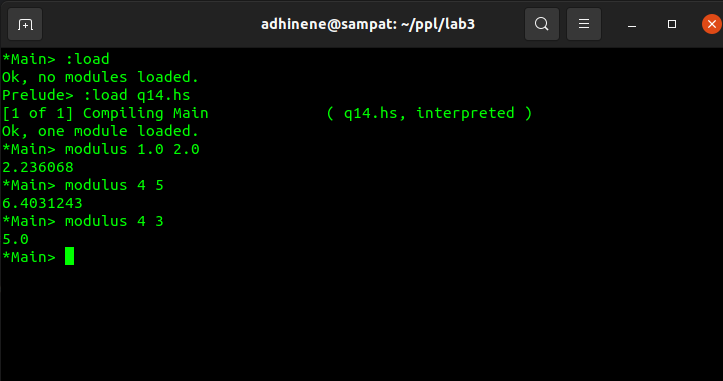 adhinene@sampat: ~/ppl/lab3
*Main> :load
Ok, no modules loaded.
Prelude> :load q14.hs
[1 of 1] Compiling Main             ( q14.hs, interpreted )
Ok, one module loaded.
*Main> modulus 1.0 2.0
2.236068
*Main> modulus 4 5
6.4031243
*Main> modulus 4 3
5.0
*Main>